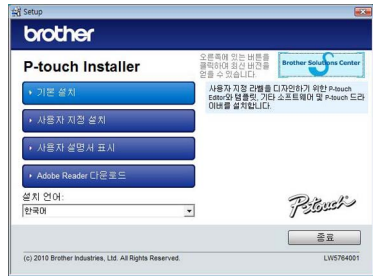 Setup
brother
P-touch Installer
오른쪽에 있는 버튼을
클릭하여 최신 버전을
얻을 수 있습니다.
Brother Solutions Center
기본 설치
사용자 지정 라벨을 디자인하기 위한 P-touch
Editor와 템플릿, 기타 소프트웨어 및 P-touch 드라
이버를 설치합니다.
사용자 지정 설치
사용자 설명서 표시
Adobe Reader 다운로드
설치 언어:
한국어
P-touch
종료
(c) 2010 Brother Industries, Ltd. All Rights Reserved.
LW5764001